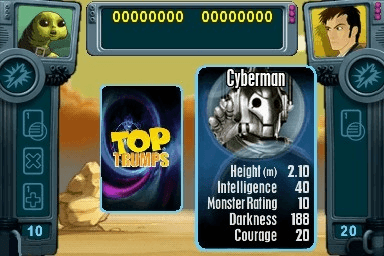 00000000 00000000
Cyberman
TOP
TRUMPS
Height (m) 2.10
Intelligence 40
Monster Rating 10
Darkness 188
Courage 20
10
20